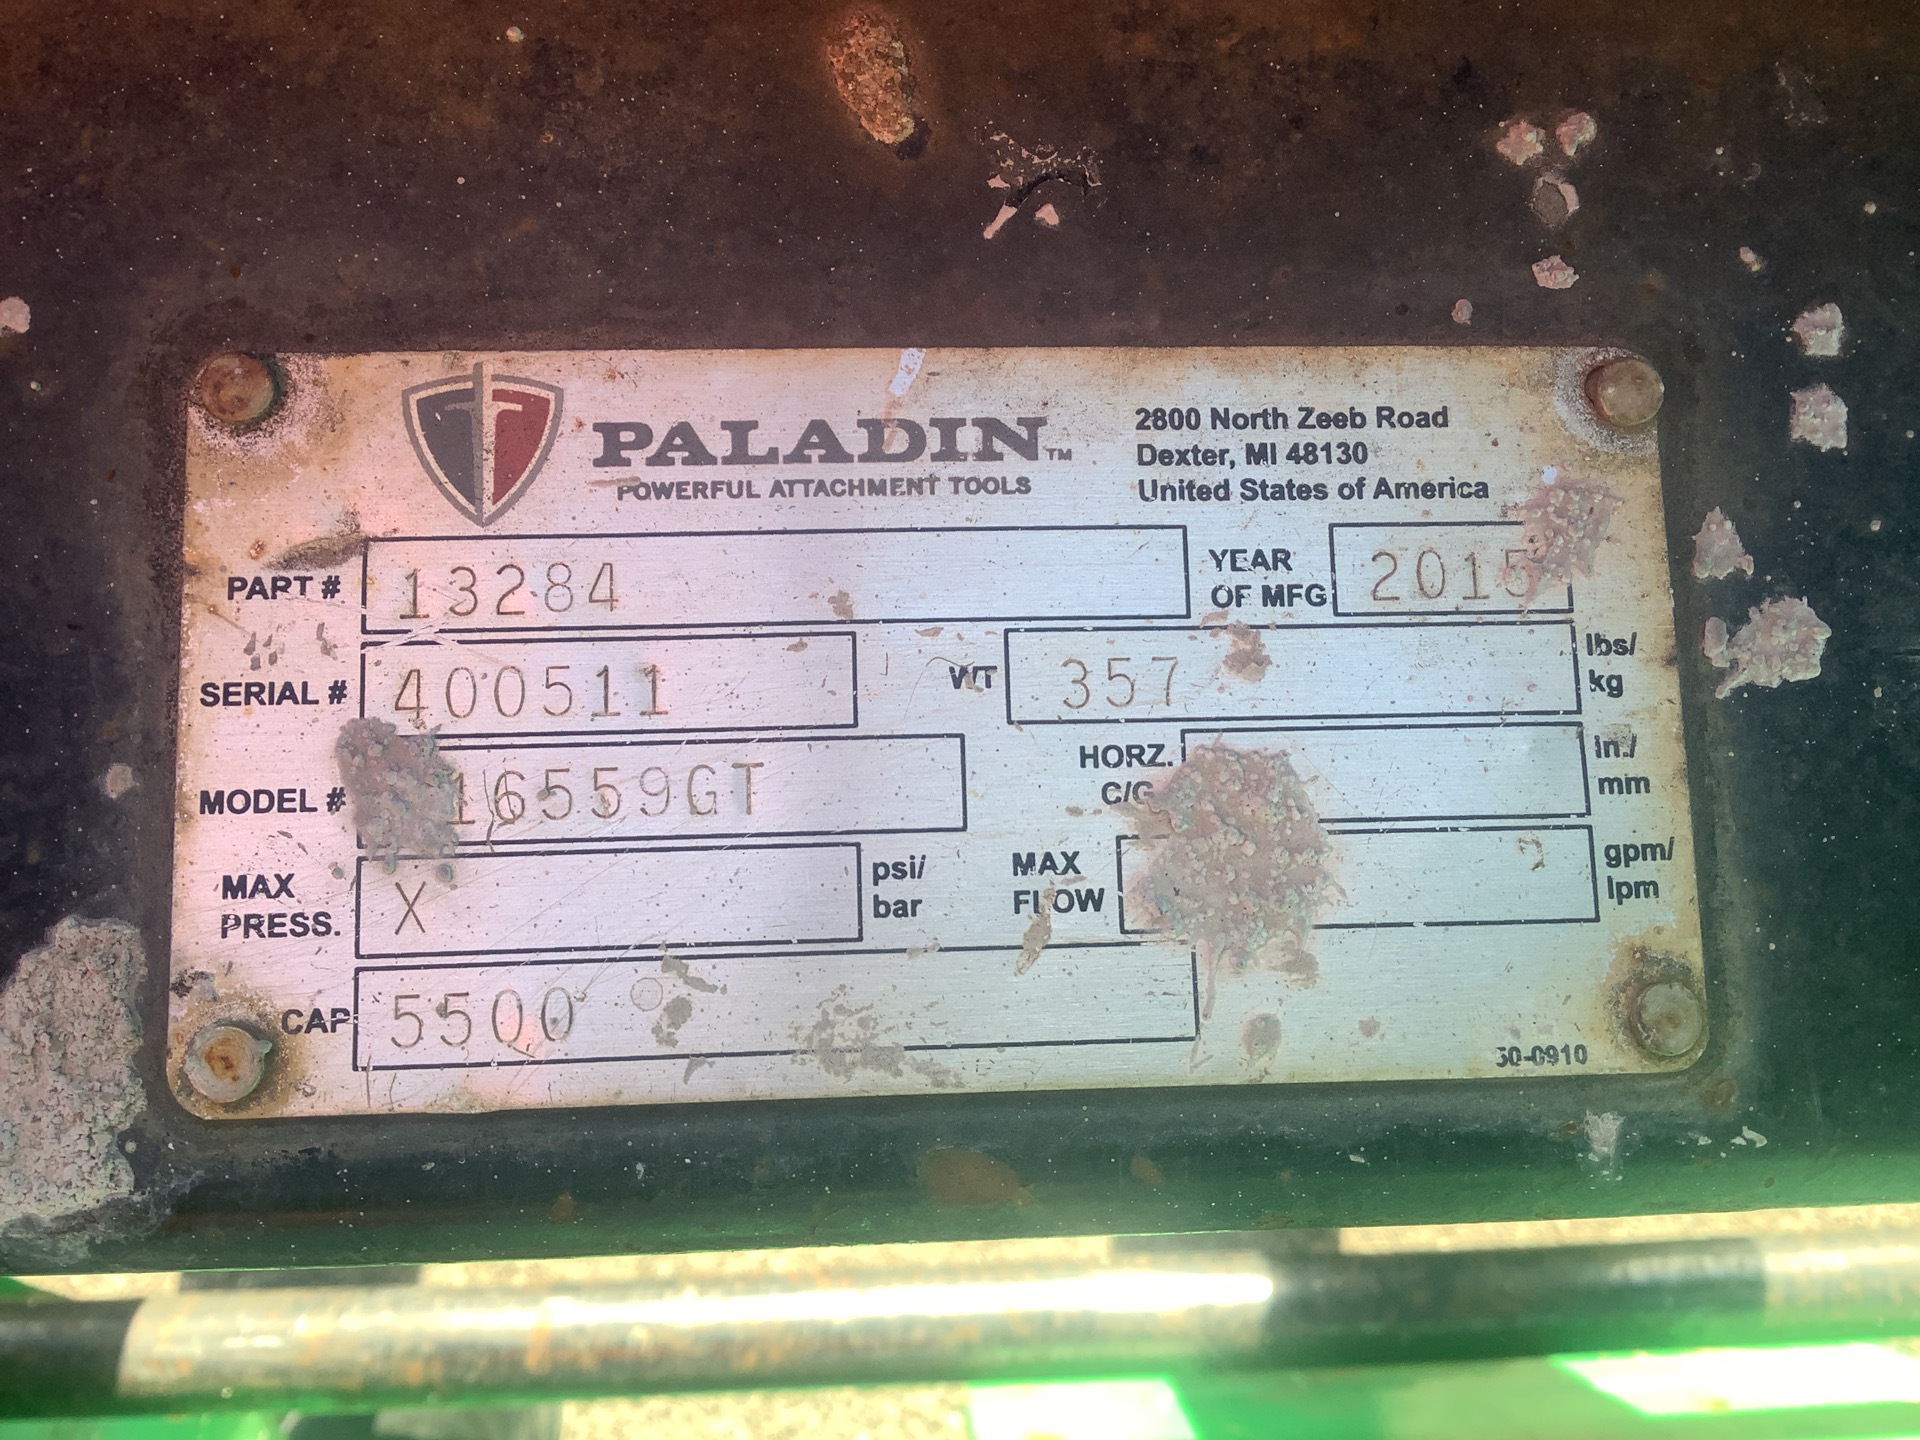 PALADIN™
POWERFUL ATTACHMENT TOOLS
2800 North Zeeb Road
Dexter, MI 48130
United States of America
PART # 13284
YEAR OF MFG 2015
SERIAL # 400511
WT 357 lbs/kg
MODEL # 16559GT
HORZ. C/G in./mm
MAX PRESS. X psi/bar
MAX FLOW gpm/lpm
CAP 5500